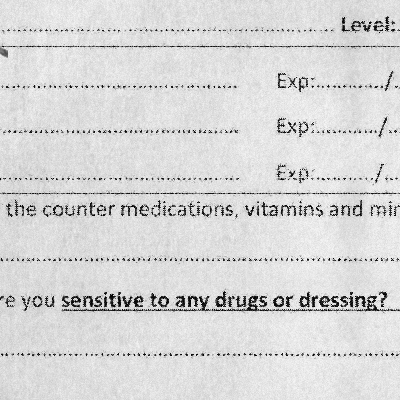 Level:
Exp:............/..
Exp:............/..
Exp:............/..
the counter medications, vitamins and min
re you sensitive to any drugs or dressing?